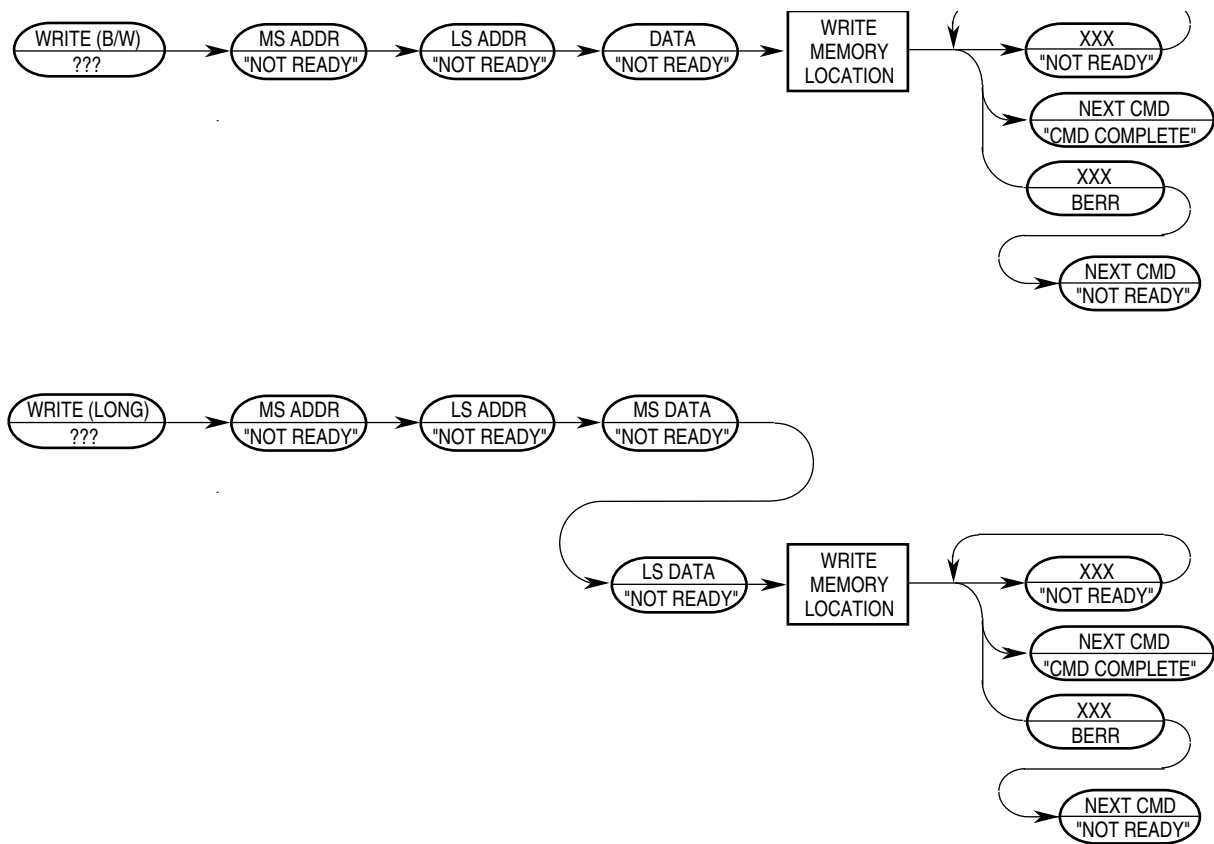 WRITE (B/W)
???
MS ADDR
"NOT READY"
LS ADDR
"NOT READY"
DATA
"NOT READY"
WRITE
MEMORY
LOCATION
XXX
"NOT READY"
NEXT CMD
"CMD COMPLETE"
XXX
BERR
NEXT CMD
"NOT READY"
WRITE (LONG)
???
MS ADDR
"NOT READY"
LS ADDR
"NOT READY"
MS DATA
"NOT READY"
LS DATA
"NOT READY"
WRITE
MEMORY
LOCATION
XXX
"NOT READY"
NEXT CMD
"CMD COMPLETE"
XXX
BERR
NEXT CMD
"NOT READY"